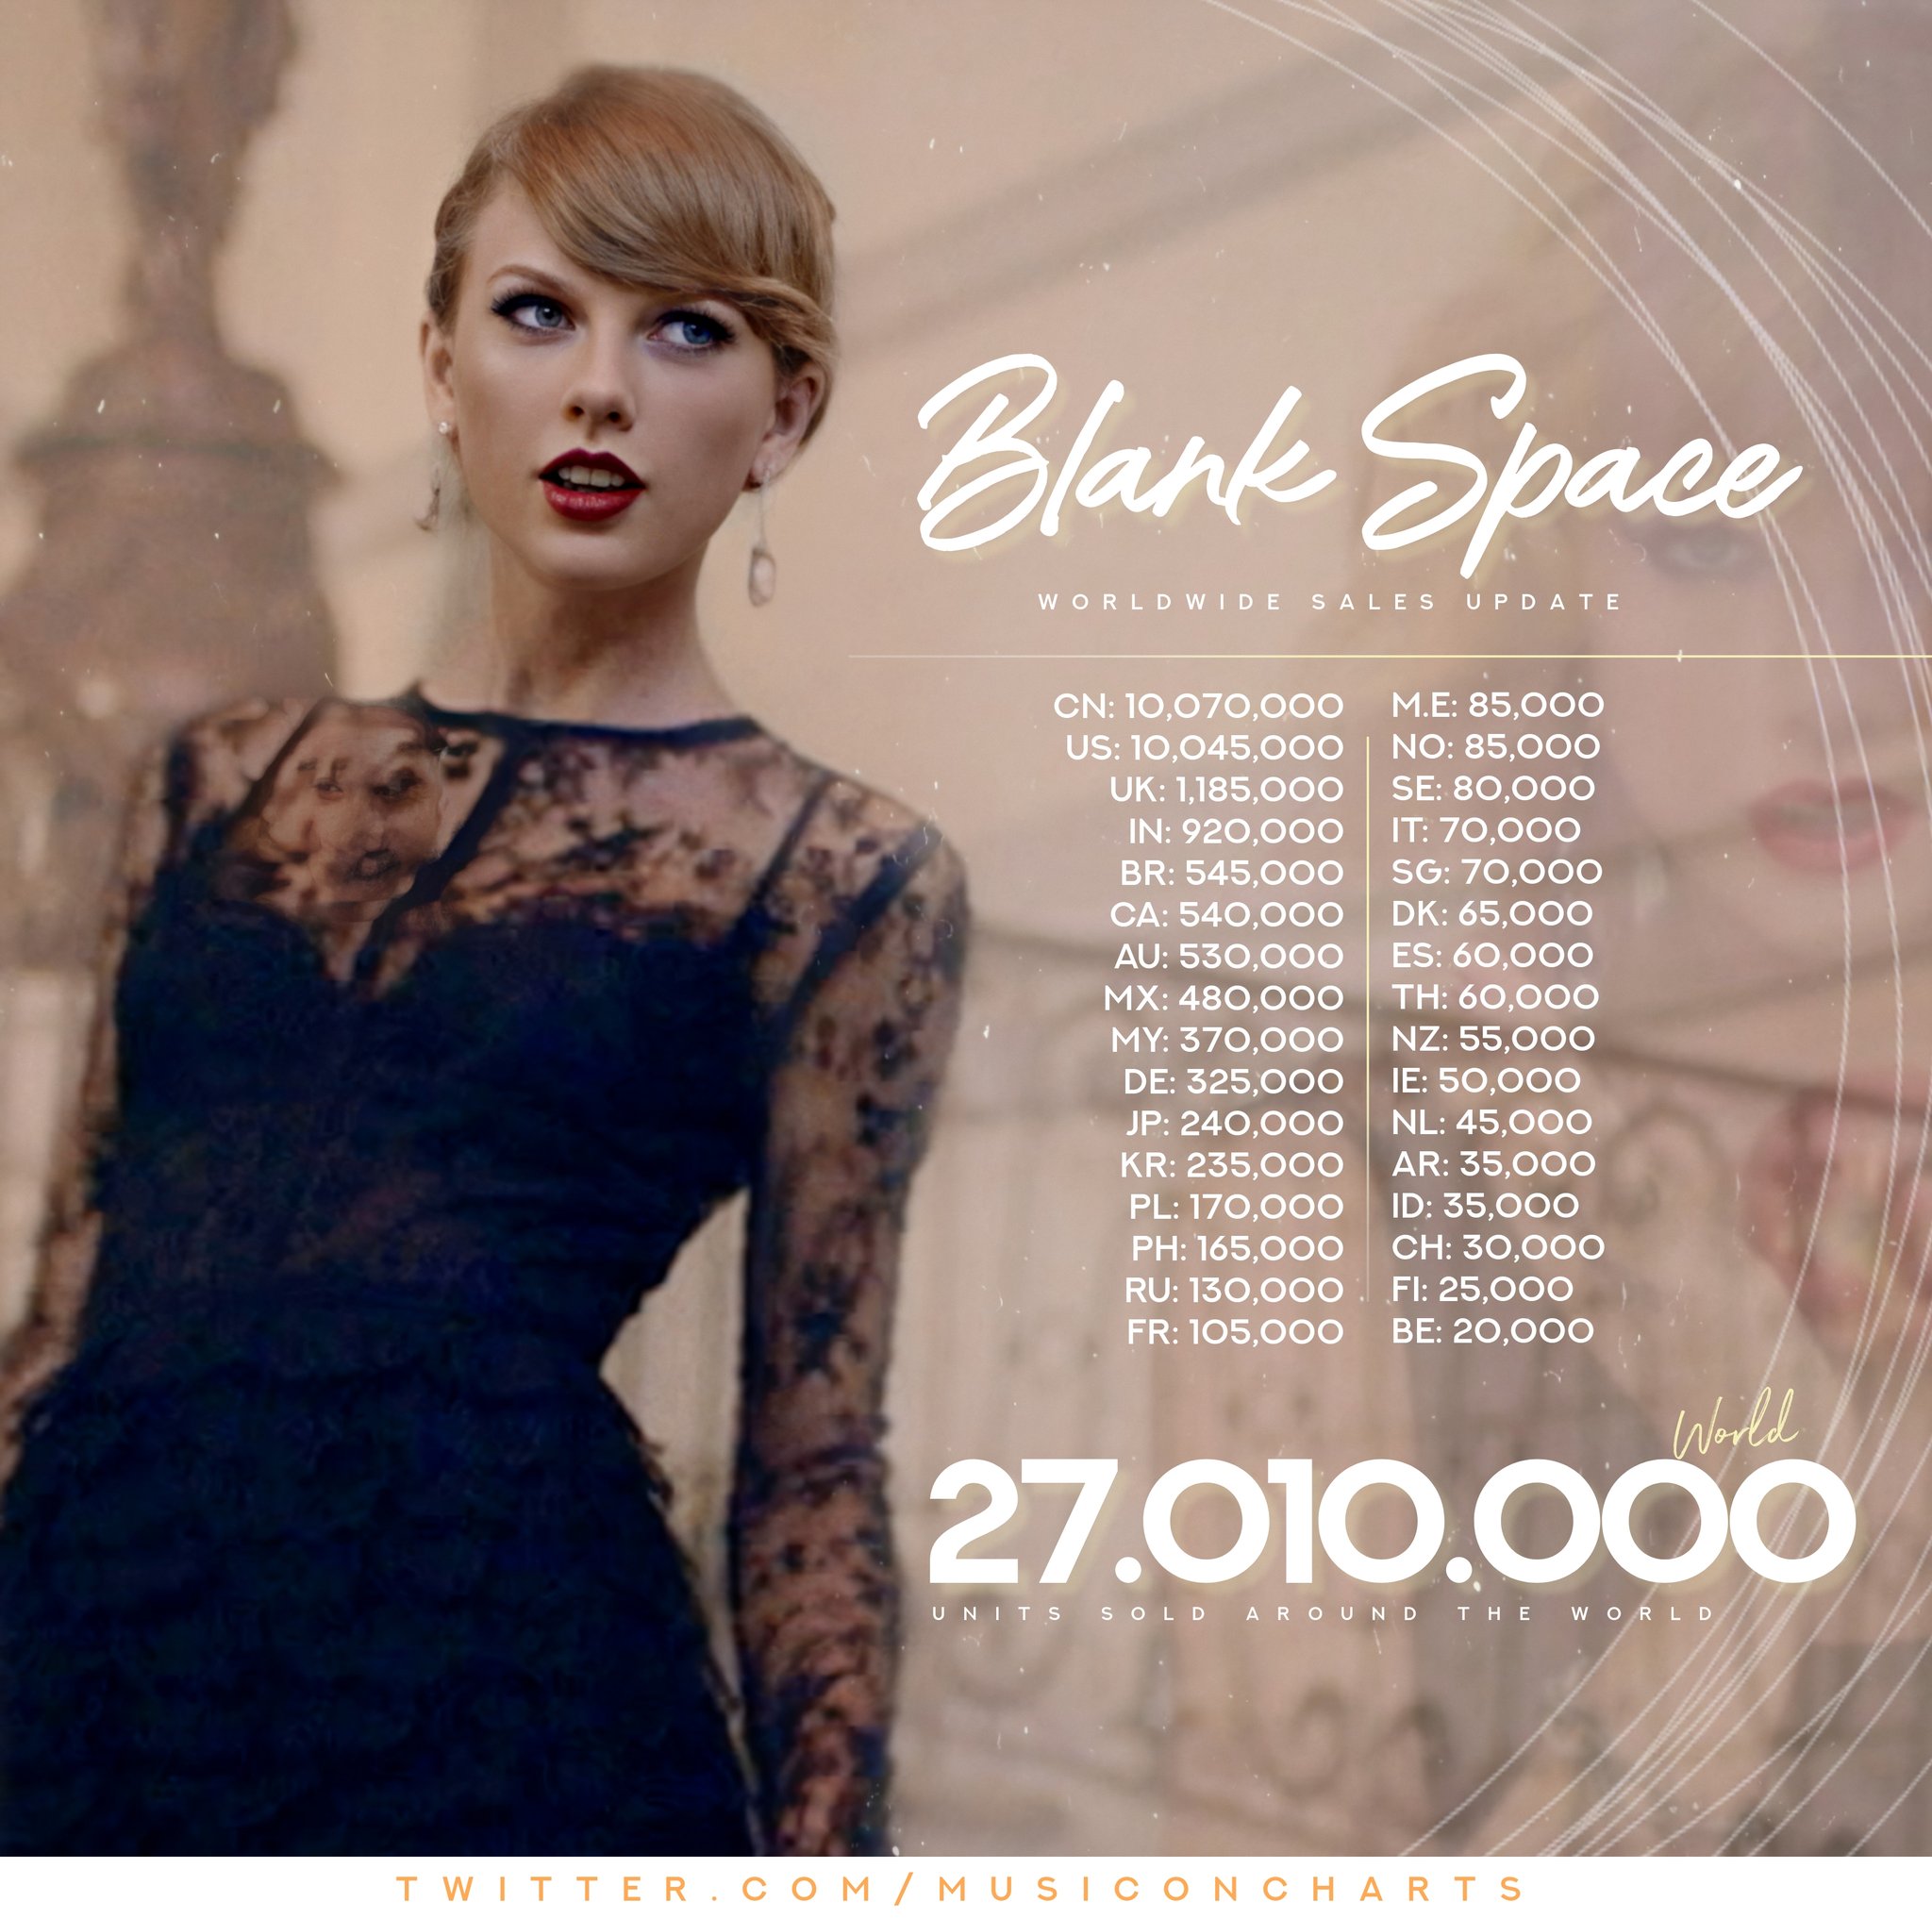 Blank Space
WORLDWIDE SALES UPDATE
CN: 10,070,000
US: 10,045,000
UK: 1,185,000
IN: 920,000
BR: 545,000
CA: 540,000
AU: 530,000
MX: 480,000
MY: 370,000
DE: 325,000
JP: 240,000
KR: 235,000
PL: 170,000
PH: 165,000
RU: 130,000
FR: 105,000
M.E: 85,000
NO: 85,000
SE: 80,000
IT: 70,000
SG: 70,000
DK: 65,000
ES: 60,000
TH: 60,000
NZ: 55,000
IE: 50,000
NL: 45,000
AR: 35,000
ID: 35,000
CH: 30,000
FI: 25,000
BE: 20,000
World
27.010.000
UNITS SOLD AROUND THE WORLD
TWITTER.COM/MUSICONCHARTS